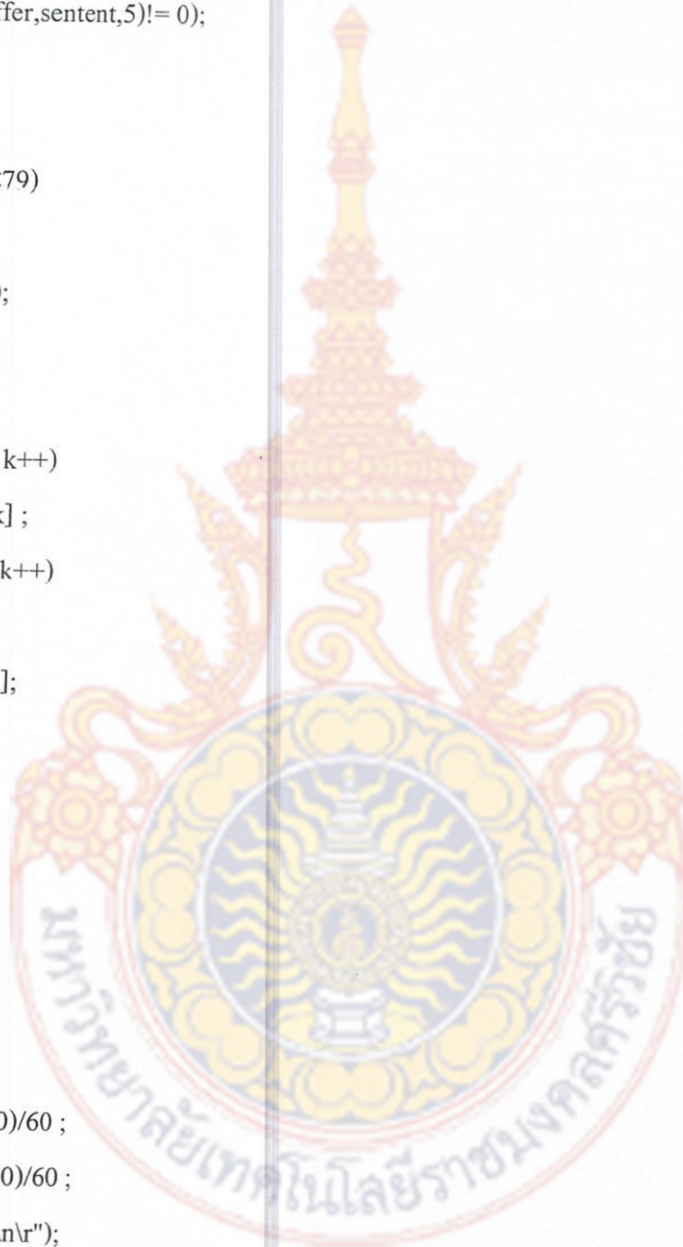 ffer,sentent,5)!= 0);
79)
);
k++)
k] ;
k++)
];
0)/60 ;
0)/60 ;
\n\r");
มหาวิทยาลัยเทคโนโลยีราชมงคลศรีวิชัย